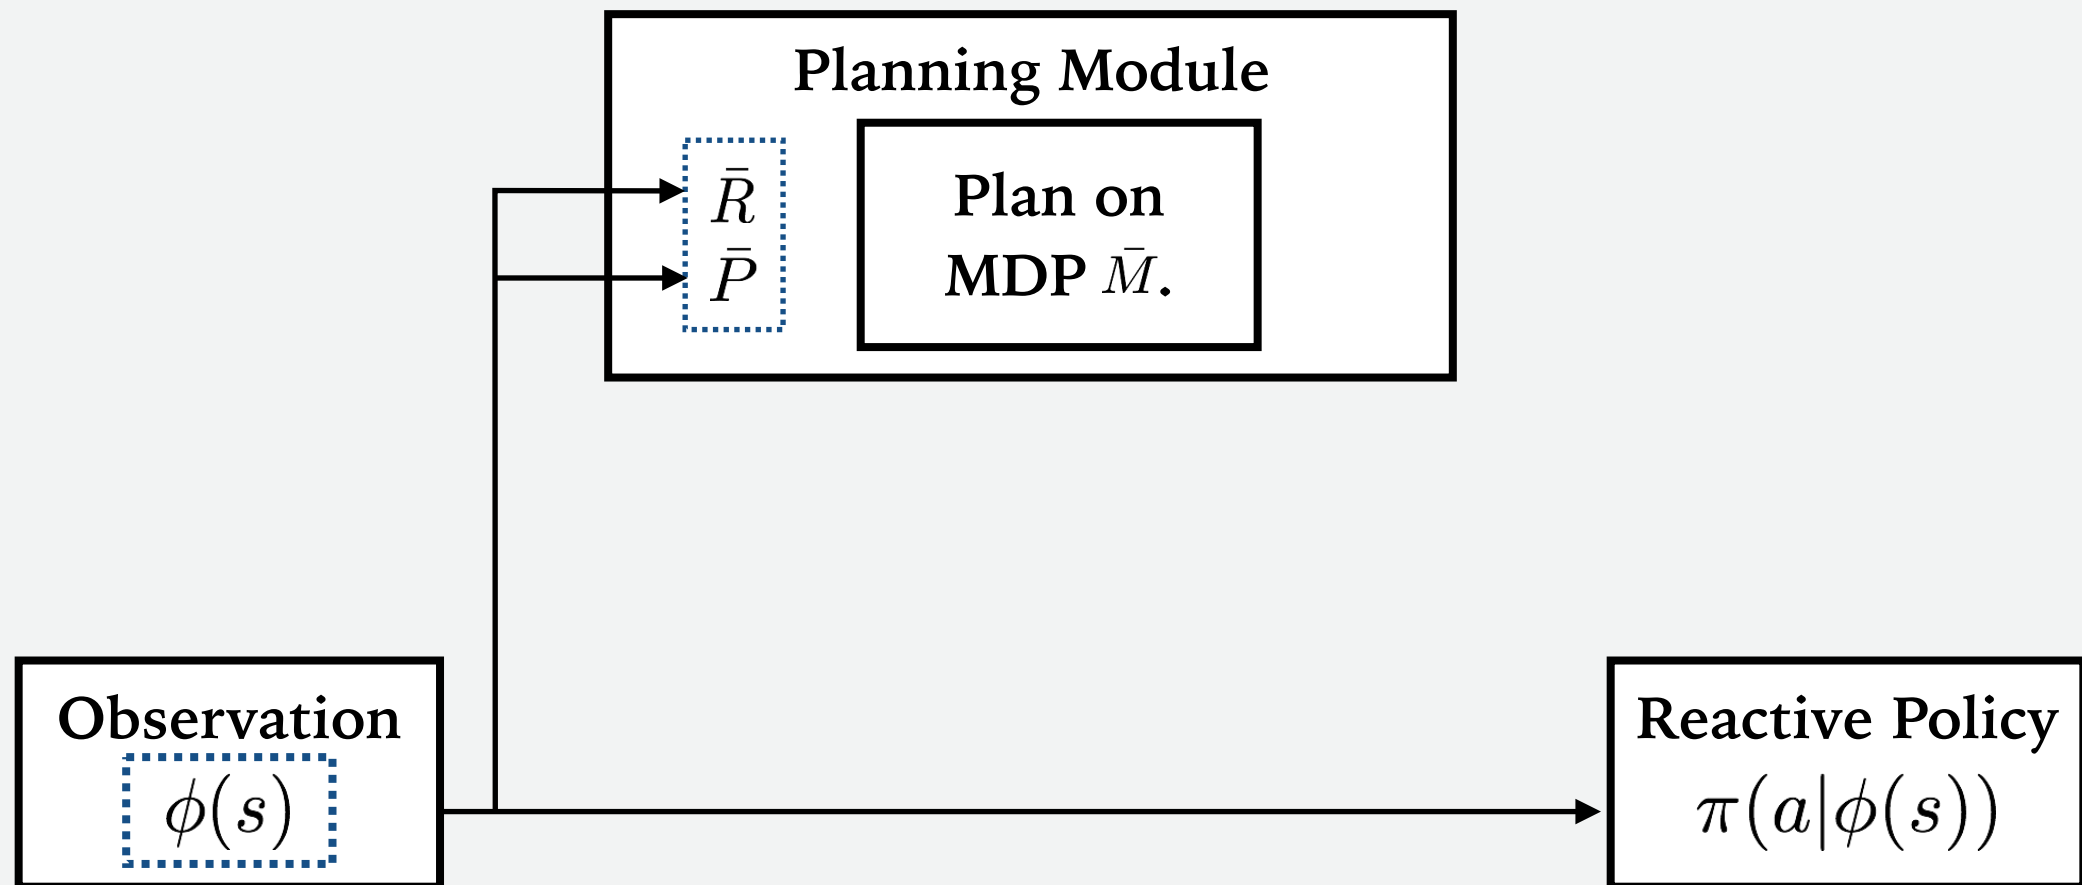 Planning Module
R̄
P̄
Plan on
MDP M̄.
Observation
ϕ(s)
Reactive Policy
π(a|ϕ(s))